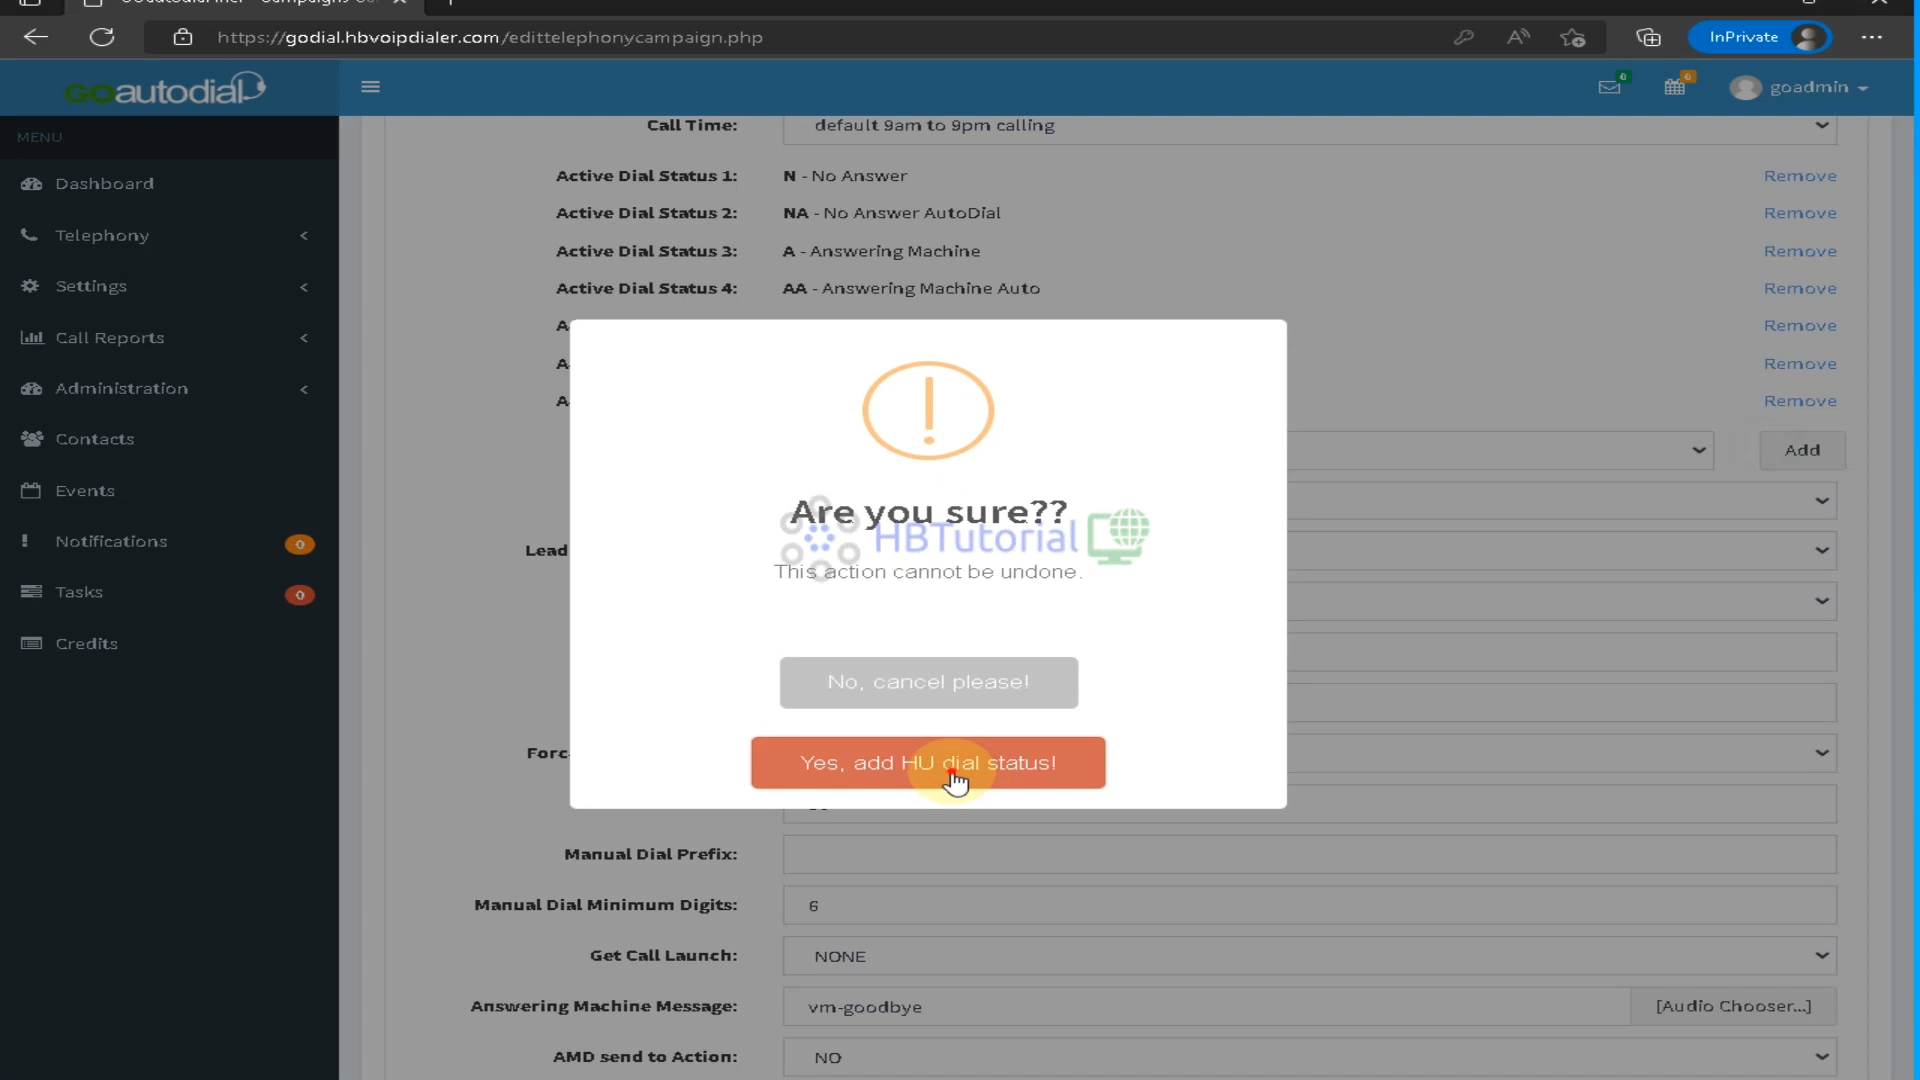 https://godial.hbvoipdialer.com/edittelephonycampaign.php
InPrivate
GOautodial
0
0
goadmin
MENU
Call Time:
default 9am to 9pm calling
Dashboard
Active Dial Status 1:
N - No Answer
Remove
Active Dial Status 2:
NA - No Answer AutoDial
Remove
Telephony
Active Dial Status 3:
A - Answering Machine
Remove
Settings
Active Dial Status 4:
AA - Answering Machine Auto
Remove
A
Remove
Call Reports
A
Remove
Administration
A
Remove
Contacts
Add
Events
Are you sure??
HBTutorial
Notifications
0
Lead
This action cannot be undone.
Tasks
0
Credits
No, cancel please!
Forc
Yes, add HU dial status!
Manual Dial Prefix:
Manual Dial Minimum Digits:
6
Get Call Launch:
NONE
Answering Machine Message:
vm-goodbye
[Audio Chooser...]
AMD send to Action:
NO